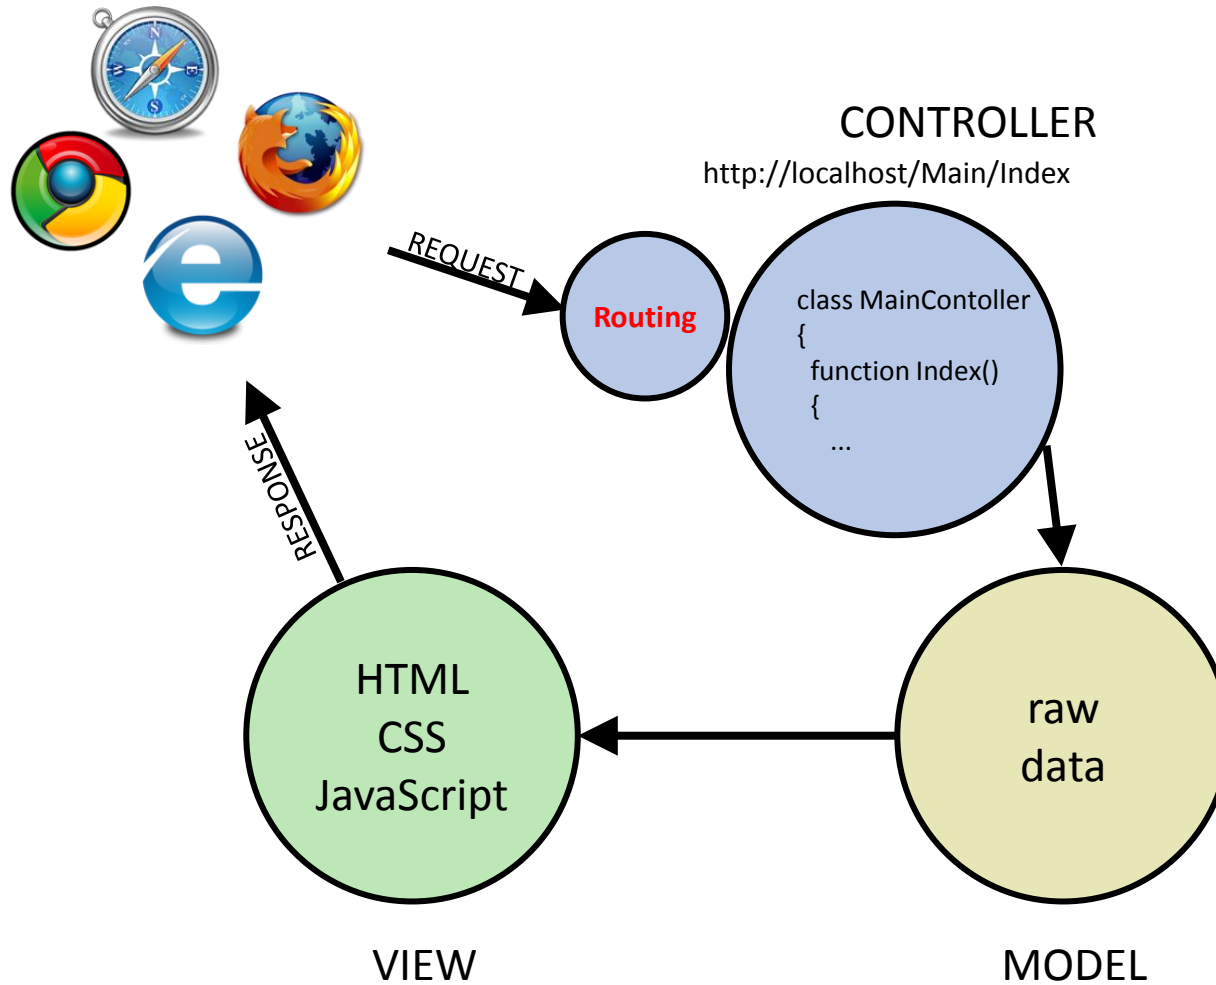 N
W
E
S
CONTROLLER
http://localhost/Main/Index
REQUEST
Routing
class MainContoller
{
function Index()
{
...
RESPONSE
HTML
CSS
JavaScript
raw
data
VIEW
MODEL